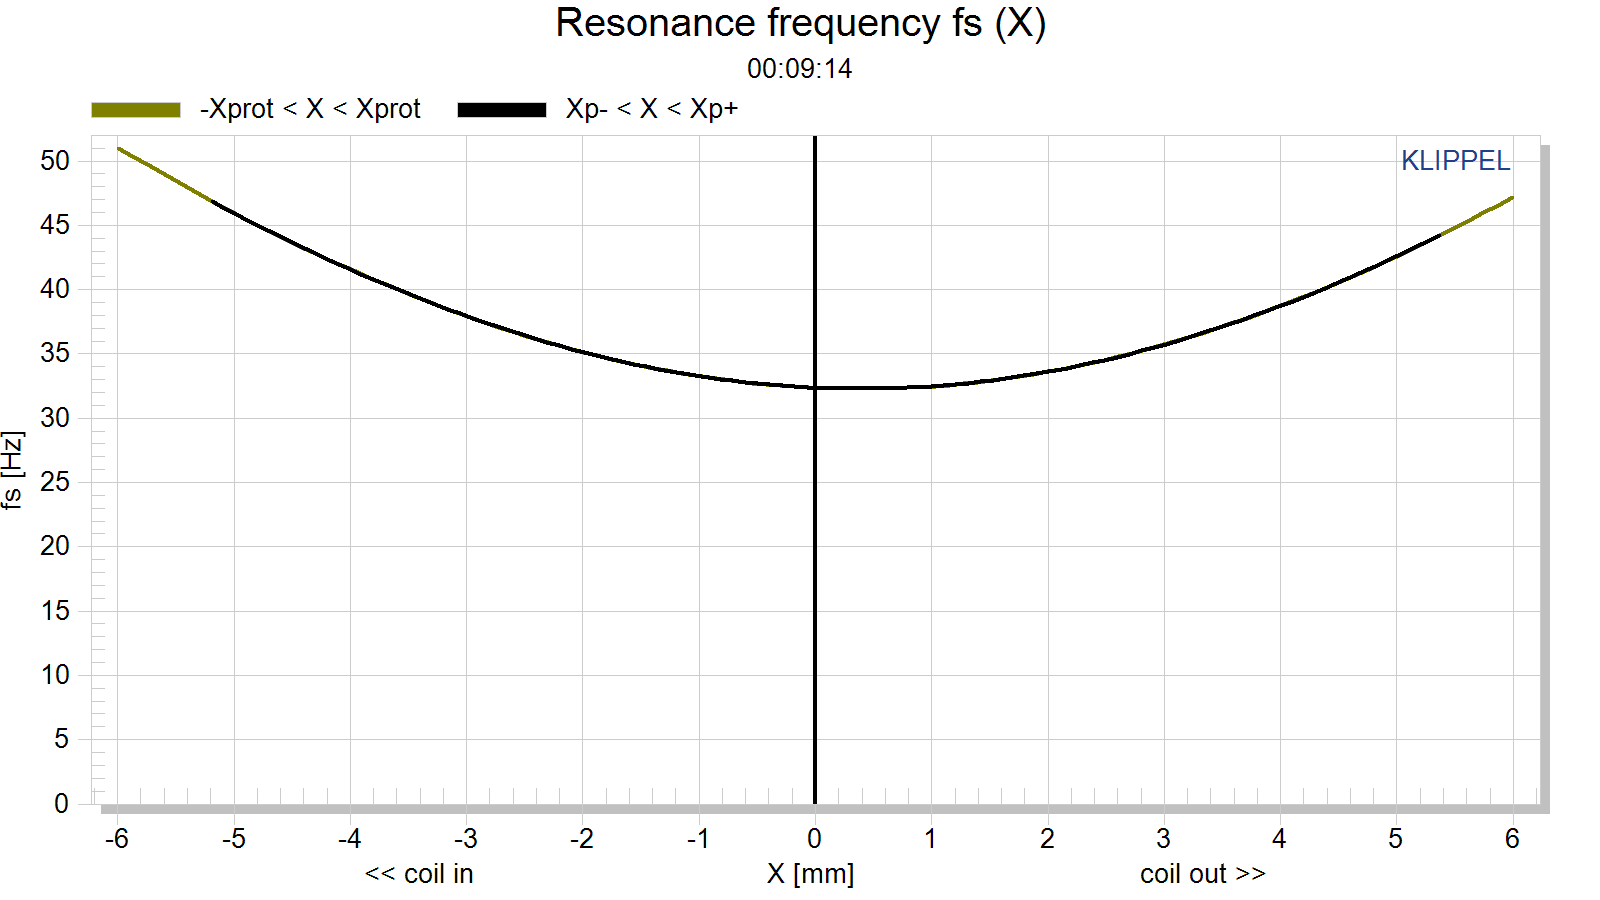 Resonance frequency fs (X)
00:09:14
-Xprot < X < Xprot Xp- < X < Xp+
KLIPPEL
50
45
40
35
30
25
20
15
10
5
0
fs [Hz]
-6 -5 -4 -3 -2 -1 0 1 2 3 4 5 6
<< coil in X [mm] coil out >>